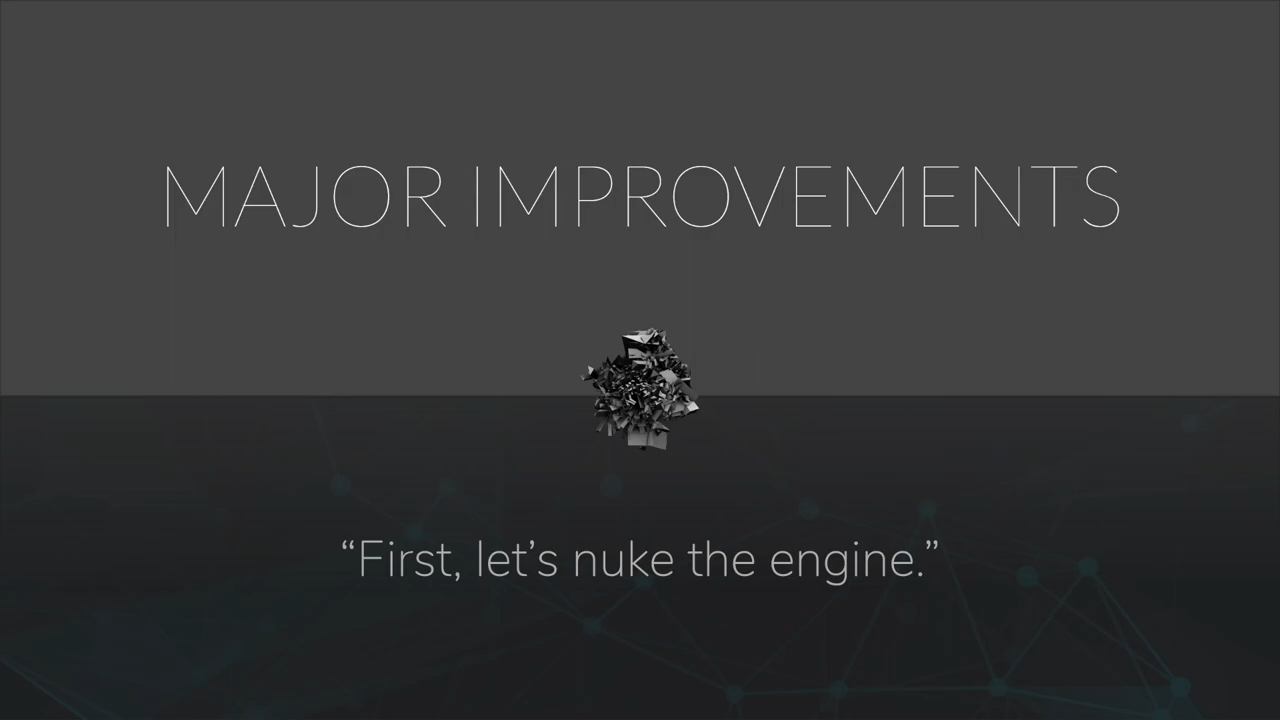 MAJOR IMPROVEMENTS
“First, let’s nuke the engine.”